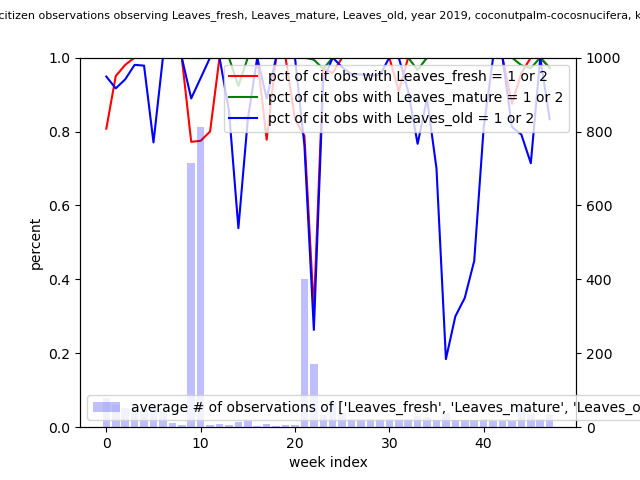 citizen observations observing Leaves_fresh, Leaves_mature, Leaves_old, year 2019, coconutpalm-cocosnucifera, k
1.0
0.8
0.6
0.4
0.2
0.0
percent
1000
800
600
400
200
0
pct of cit obs with Leaves_fresh = 1 or 2
pct of cit obs with Leaves_mature = 1 or 2
pct of cit obs with Leaves_old = 1 or 2
average # of observations of ['Leaves_fresh', 'Leaves_mature', 'Leaves_o
0 10 20 30 40
week index